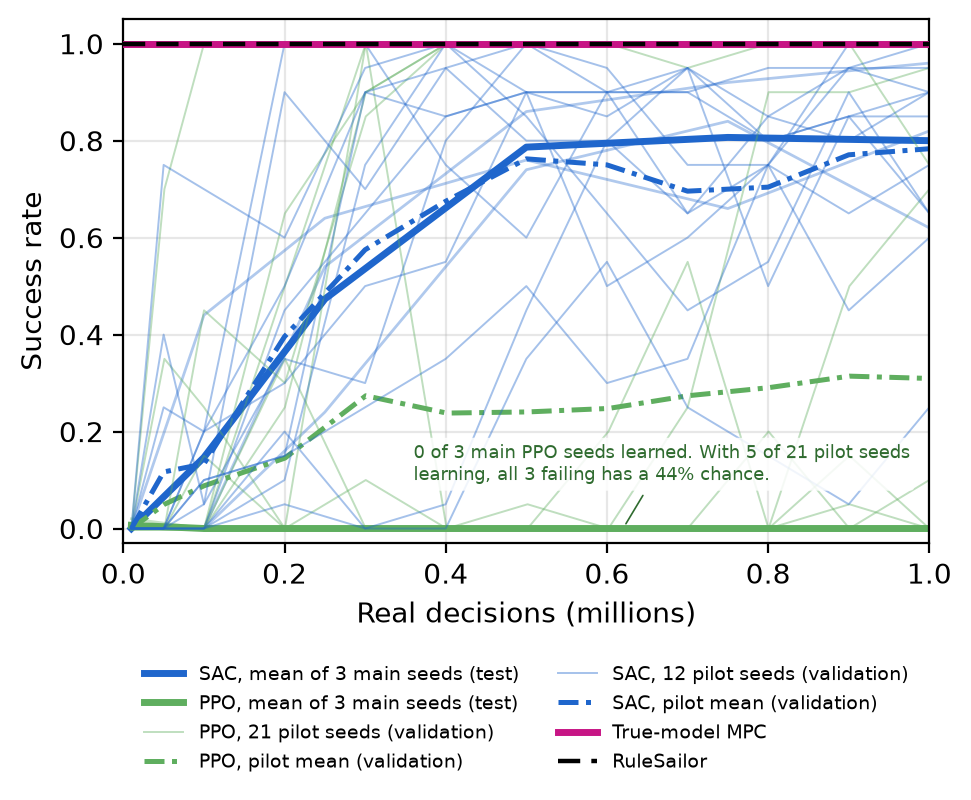 1.0
0.8
0.6
0.4
0.2
0.0
Success rate
0 of 3 main PPO seeds learned. With 5 of 21 pilot seeds
learning, all 3 failing has a 44% chance.
0.0 0.2 0.4 0.6 0.8 1.0
Real decisions (millions)
SAC, mean of 3 main seeds (test)
PPO, mean of 3 main seeds (test)
PPO, 21 pilot seeds (validation)
PPO, pilot mean (validation)
SAC, 12 pilot seeds (validation)
SAC, pilot mean (validation)
True-model MPC
RuleSailor